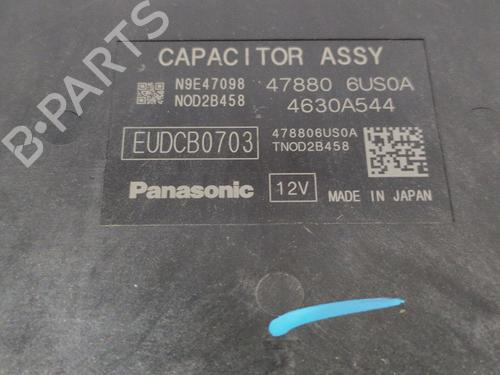 CAPACITOR ASSY
N9E47098 47880 6US0A
NOD2B458 4630A544
EUDCB0703 478806US0A
TNOD2B458
Panasonic 12V MADE IN JAPAN
B PARTS